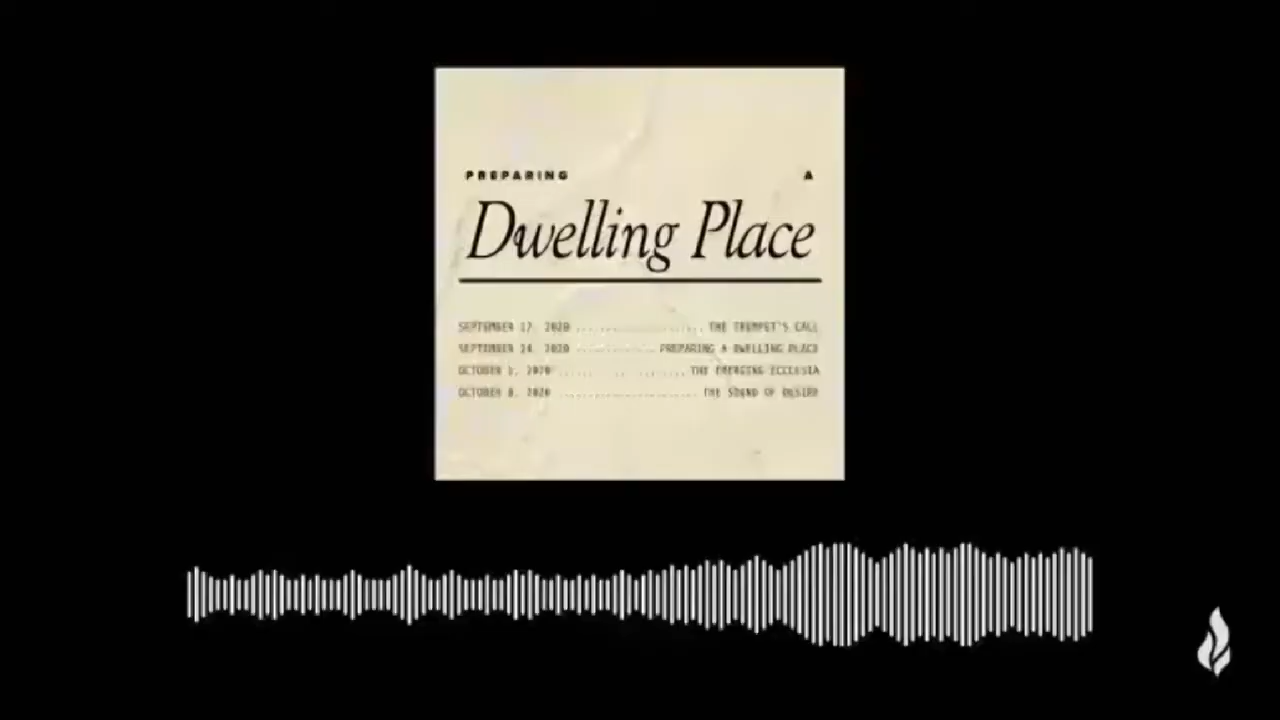 PREPARING A
Dwelling Place
SEPTEMBER 17, 2020 ........................ THE TRUMPET'S CALL
SEPTEMBER 24, 2020 .............. PREPARING A DWELLING PLACE
OCTOBER 1, 2020 ........................ THE EMERGING ECCLESIA
OCTOBER 8, 2020 ........................ THE SOUND OF DESIRE